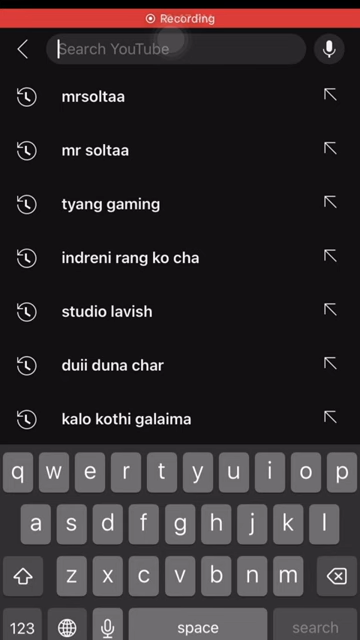 Recording
Search YouTube
mrsoltaa
mr soltaa
tyang gaming
indreni rang ko cha
studio lavish
duii duna char
kalo kothi galaima
q w e r t y u i o p
a s d f g h j k l
z x c v b n m
123 space search